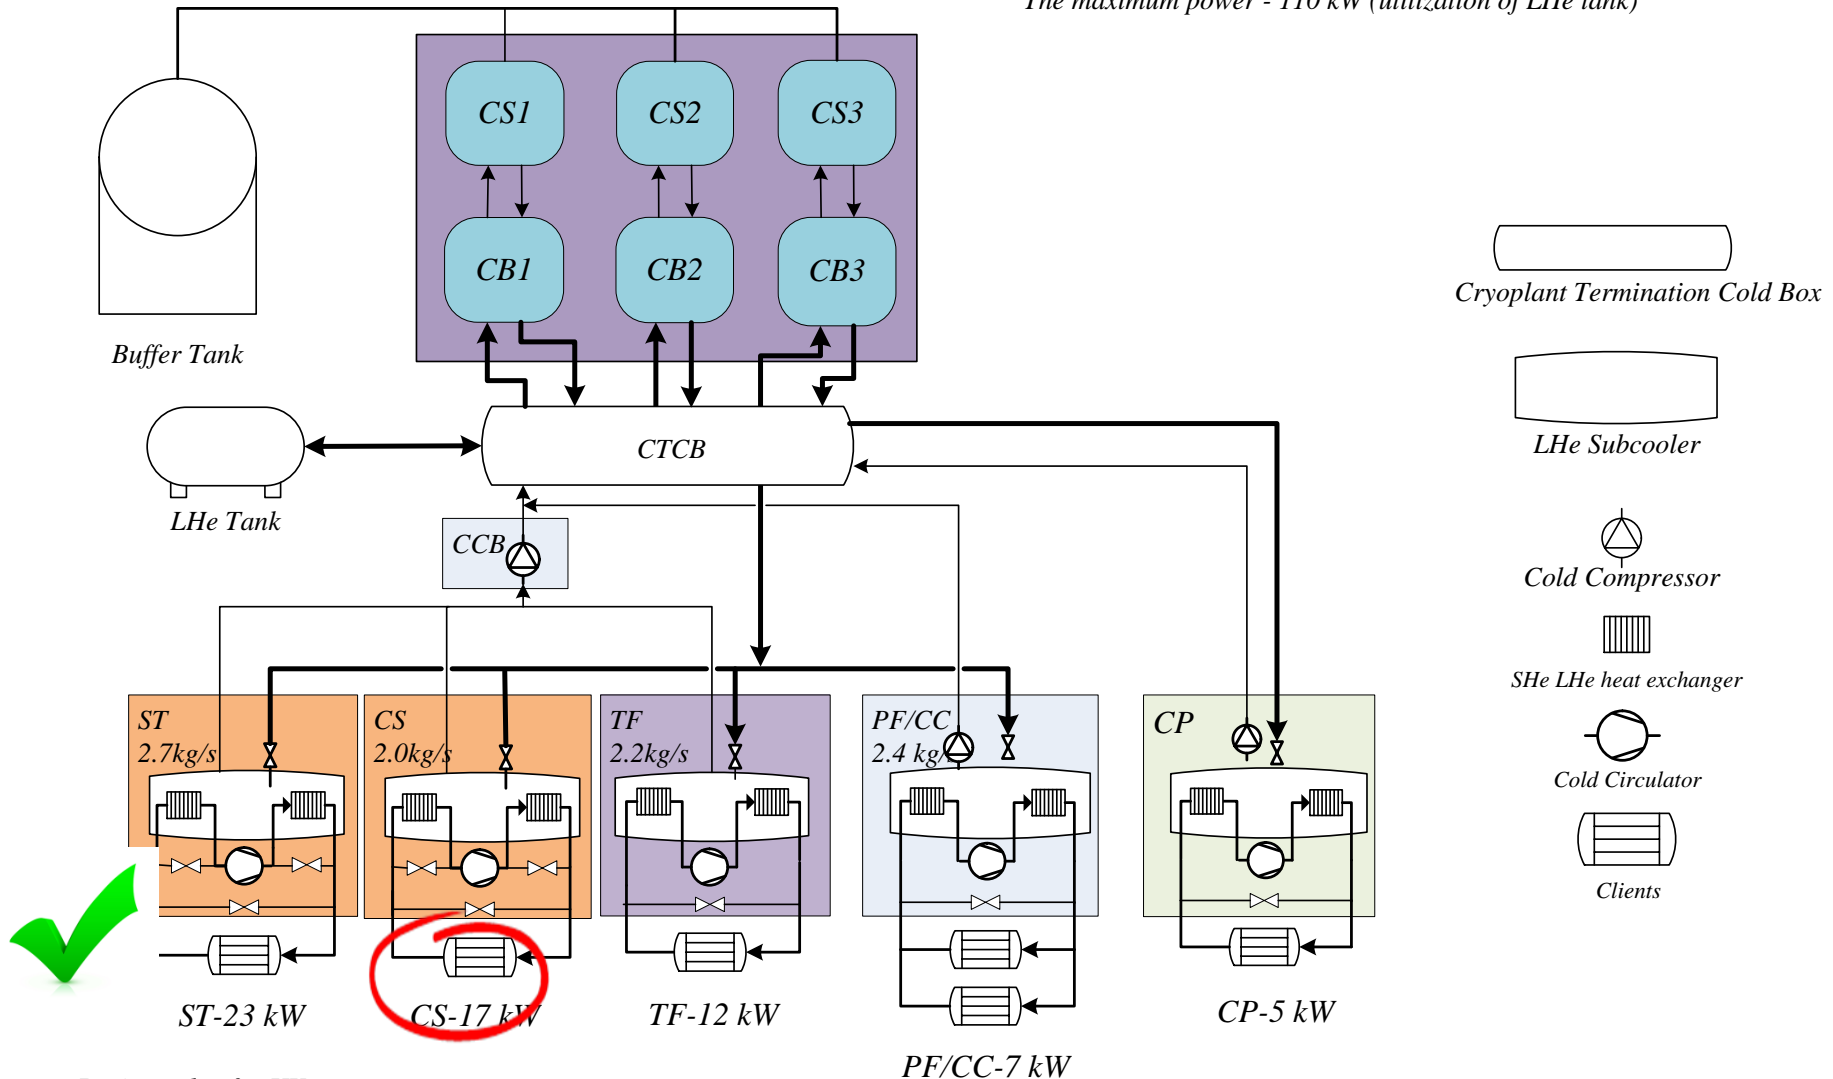 The maximum power - 110 kW (utilization of LHe tank)
CS1
CS2
CS3
CB1
CB2
CB3
Buffer Tank
Cryoplant Termination Cold Box
CTCB
LHe Subcooler
LHe Tank
CCB
Cold Compressor
SHe LHe heat exchanger
ST
2.7kg/s
CS
2.0kg/s
TF
2.2kg/s
PF/CC
2.4 kg/s
CP
Cold Circulator
Clients
ST-23 kW
CS-17 kW
TF-12 kW
CP-5 kW
PF/CC-7 kW